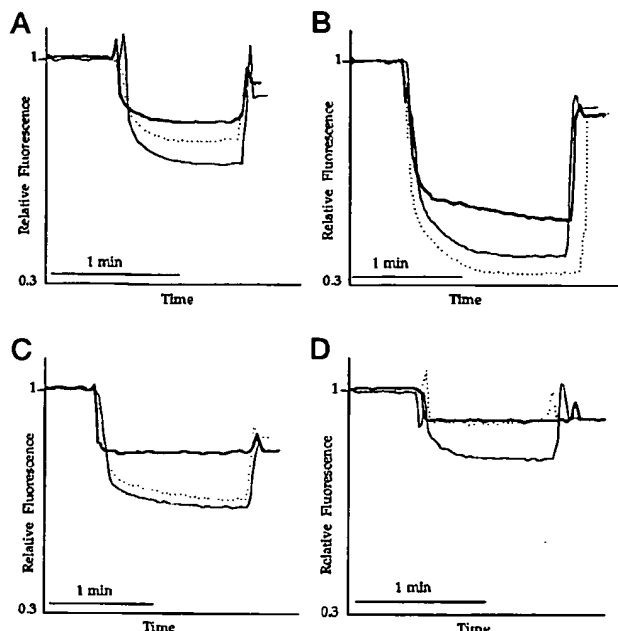 A
1
Relative Fluorescence
1 min
0.3
Time
B
1
Relative Fluorescence
1 min
0.3
Time
C
1
Relative Fluorescence
1 min
0.3
Time
D
1
Relative Fluorescence
1 min
0.3
Time